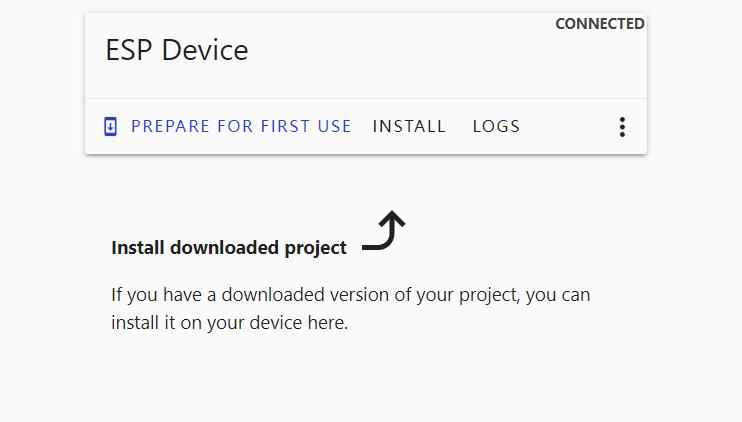 CONNECTED
ESP Device
PREPARE FOR FIRST USE INSTALL LOGS
Install downloaded project
If you have a downloaded version of your project, you can
install it on your device here.